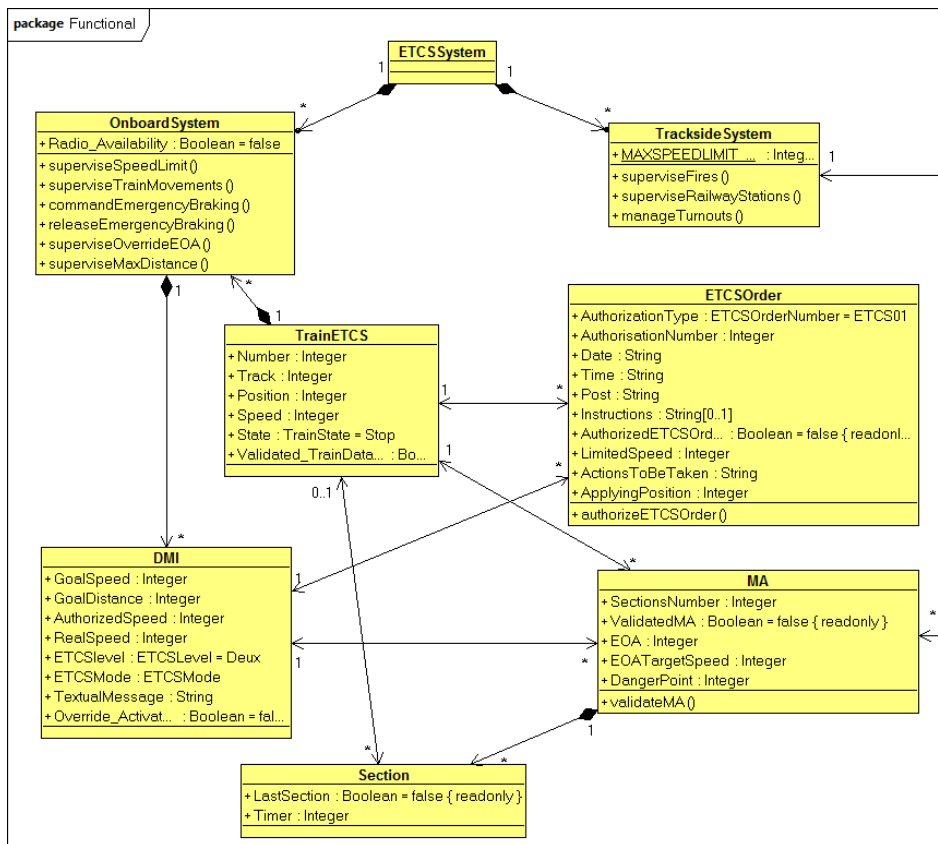 package Functional
ETCSSystem
1
1
*
*
OnboardSystem
+ Radio_Availability : Boolean = false
+ superviseSpeedLimit()
+ superviseTrainMovements()
+ commandEmergencyBraking()
+ releaseEmergencyBraking()
+ superviseOverrideEOA()
+ superviseMaxDistance()
TracksideSystem
+ MAXSPEEDLIMIT_... : Integ...
+ superviseFires()
+ superviseRailwayStations()
+ manageTurnouts()
1
1
*
1
TrainETCS
+ Number : Integer
+ Track : Integer
+ Position : Integer
+ Speed : Integer
+ State : TrainState = Stop
+ Validated_TrainData... : Bo...
ETCSOrder
+ AuthorizationType : ETCSOrderNumber = ETCS01
+ AuthorisationNumber : Integer
+ Date : String
+ Time : String
+ Post : String
+ Instructions : String[0..1]
+ AuthorizedETCSOrd... : Boolean = false { readonl...
+ LimitedSpeed : Integer
+ ActionsToBeTaken : String
+ ApplyingPosition : Integer
+ authorizeETCSOrder()
1
*
1
*
0..1
*
DMI
+ GoalSpeed : Integer
+ GoalDistance : Integer
+ AuthorizedSpeed : Integer
+ RealSpeed : Integer
+ ETCSlevel : ETCSLevel = Deux
+ ETCSMode : ETCSMode
+ TextualMessage : String
+ Override_Activat... : Boolean = fal...
1
1
*
*
MA
+ SectionsNumber : Integer
+ ValidatedMA : Boolean = false { readonly }
+ EOA : Integer
+ EOATargetSpeed : Integer
+ DangerPoint : Integer
+ validateMA()
*
1
*
*
Section
+ LastSection : Boolean = false { readonly }
+ Timer : Integer